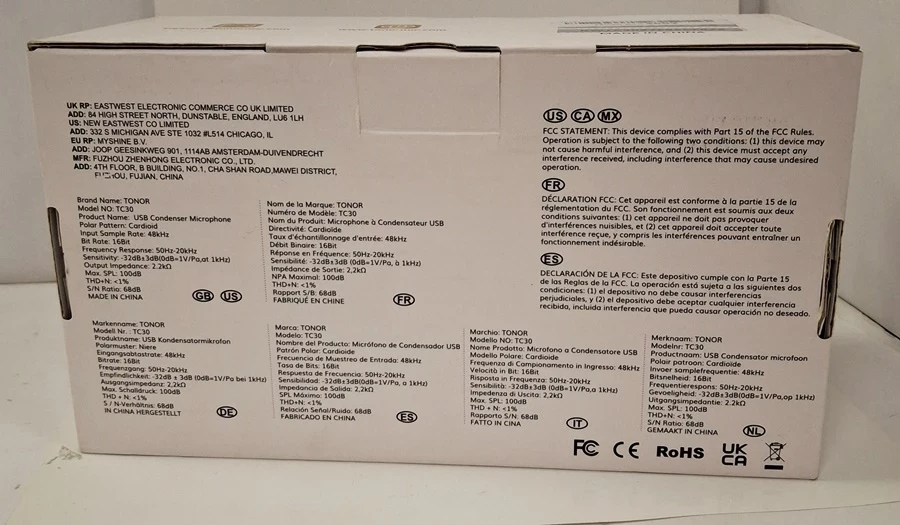 MADE IN CHINA
UK RP: EASTWEST ELECTRONIC COMMERCE CO UK LIMITED
ADD: 84 HIGH STREET NORTH, DUNSTABLE, ENGLAND, LU6 1LH
US: NEW EASTWEST CO LIMITED
ADD: 332 S MICHIGAN AVE STE 1032 #L514 CHICAGO, IL
EU RP: MYSHINE B.V.
ADD: JOOP GEESINKWEG 901, 1114AB AMSTERDAM-DUIVENDRECHT
MFR: FUZHOU ZHENHONG ELECTRONIC CO., LTD.
ADD: 4TH FLOOR, B BUILDING, NO.1, CHA SHAN ROAD,MAWEI DISTRICT,
FUZHOU, FUJIAN, CHINA
US CA MX
FCC STATEMENT: This device complies with Part 15 of the FCC Rules.
Operation is subject to the following two conditions: (1) this device may
not cause harmful interference, and (2) this device must accept any
interference received, including interference that may cause undesired
operation.
FR
DÉCLARATION FCC: Cet appareil est conforme à la partie 15 de la
réglementation du FCC. Son fonctionnement est soumis aux deux
conditions suivantes: (1) cet appareil ne doit pas provoquer
d'interférences nuisibles, et (2) cet appareil doit accepter toute
interférence reçue, y compris les interférences pouvant entraîner un
fonctionnement indésirable.
ES
DECLARACIÓN DE LA FCC: Este depositivo cumple con la Parte 15
de las Reglas de la FCC. La operación está sujeta a las siguientes dos
condiciones: (1) el depositivo no debe causar interferencias
perjudiciales, y (2) el depositivo debe aceptar cualquier interferencia
recibida, incluida interferencia que pueda causar operación no deseado.
Brand Name: TONOR
Model NO: TC30
Product Name: USB Condenser Microphone
Polar Pattern: Cardioid
Input Sample Rate: 48kHz
Bit Rate: 16Bit
Frequency Response: 50Hz-20kHz
Sensitivity: -32dB±3dB(0dB=1V/Pa,at 1kHz)
Output Impedance: 2.2kΩ
Max. SPL: 100dB
THD+N: <1%
S/N Ratio: 68dB
MADE IN CHINA
GB US
Nom de la Marque: TONOR
Numéro de Modèle: TC30
Nom du Produit: Microphone à Condensateur USB
Directivité: Cardioïde
Taux d'échantillonnage d'entrée: 48kHz
Débit Binaire: 16Bit
Réponse en Fréquence: 50Hz-20kHz
Sensibilité: -32dB±3dB (0dB=1V/Pa, à 1kHz)
Impédance de Sortie: 2,2kΩ
NPA Maximal: 100dB
THD+N: <1%
Rapport S/B: 68dB
FABRIQUÉ EN CHINE
FR
Markenname: TONOR
Modell Nr. : TC30
Produktname: USB Kondensatormikrofon
Polarmuster: Niere
Eingangsabtastrate: 48kHz
Bitrate: 16Bit
Frequenzgang: 50Hz-20kHz
Empfindlichkeit: -32dB ± 3dB (0dB=1V/Pa bei 1kHz)
Ausgangsimpedanz: 2,2kΩ
Max. Schalldruck: 100dB
THD + N: <1%
S / N-Verhältnis: 68dB
IN CHINA HERGESTELLT
DE
Marca: TONOR
Modelo: TC30
Nombre del Producto: Micrófono de Condensador USB
Patrón Polar: Cardioide
Frecuencia de Muestreo de Entrada: 48kHz
Tasa de Bits: 16Bit
Respuesta de Frecuencia: 50Hz-20kHz
Sensibilidad: -32dB±3dB(0dB=1V/Pa,a 1kHz)
Impedancia de Salida: 2,2kΩ
SPL Máximo: 100dB
THD+N: <1%
Relación Señal/Ruido: 68dB
FABRICADO EN CHINA
ES
Marchio: TONOR
Modello NO: TC30
Nome Prodotto: Microfono a Condensatore USB
Modello Polare: Cardioide
Frequenza di Campionamento in Ingresso: 48kHz
Velocità in Bit: 16Bit
Risposta in Frequenza: 50Hz-20kHz
Sensibilità: -32dB±3dB(0dB=1V/Pa,a 1kHz)
Impedenza di Uscita: 2,2kΩ
Max. SPL: 100dB
THD+N: <1%
Rapporto S/N: 68dB
FATTO IN CINA
IT
Merknaam: TONOR
Modelnr: TC30
Productnaam: USB Condensator microfoon
Polar patroon: Cardioide
Invoer samplefrequentie: 48kHz
Bitsnelheid: 16Bit
Frequentierespons: 50Hz-20kHz
Gevoeligheid: -32dB±3dB(0dB=1V/Pa,op 1kHz)
Uitgangsimpedantie: 2.2kΩ
Max. SPL: 100dB
THD+N: <1%
S/N Ratio: 68dB
GEMAAKT IN CHINA
NL
FC CE RoHS UK CA